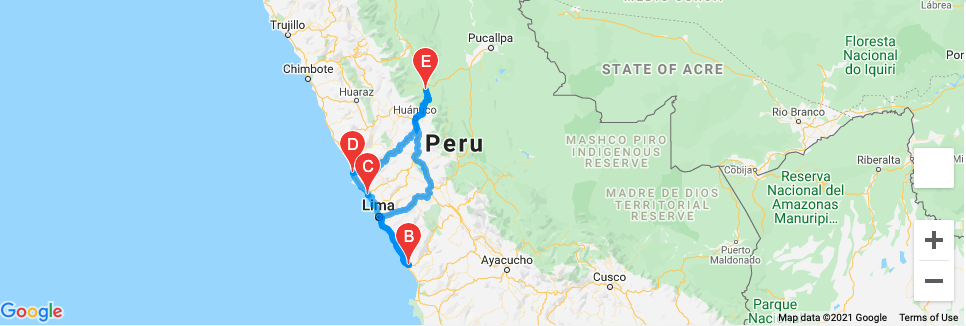 Trujillo
Pucallpa
Lábrea
Floresta
Nacional
do Iquiri
E
STATE OF ACRE
Chimbote
Huaraz
Huánuco
Rio Branco
D
Peru
MASHCO PIRO
INDIGENOUS
RESERVE
C
Cobija
Riberalta
Reserva
Nacional del
Amazonas
Manuripi...
MADRE DE DIOS
TERRITORIAL
RESERVE
Lima
B
Puerto
Maldonado
Ayacucho
Cusco
Parque
Nacional
Google
Map data ©2021 Google
Terms of Use